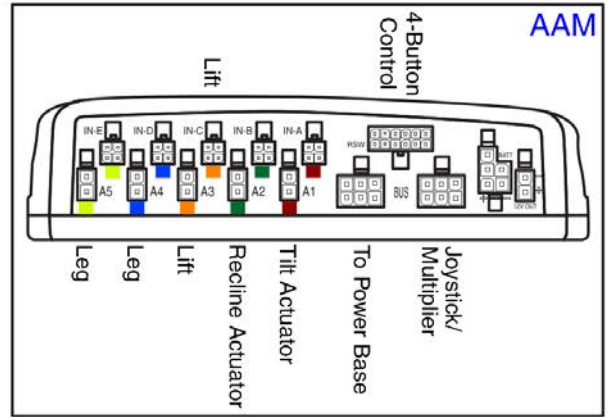 AAM
4-Button
Control
Lift
IN-E
IN-D
IN-C
IN-B
IN-A
RSW
BATT
A5
A4
A3
A2
A1
BUS
12V OUT
Leg
Leg
Lift
Recline Actuator
Tilt Actuator
To Power Base
Joystick/
Multiplier